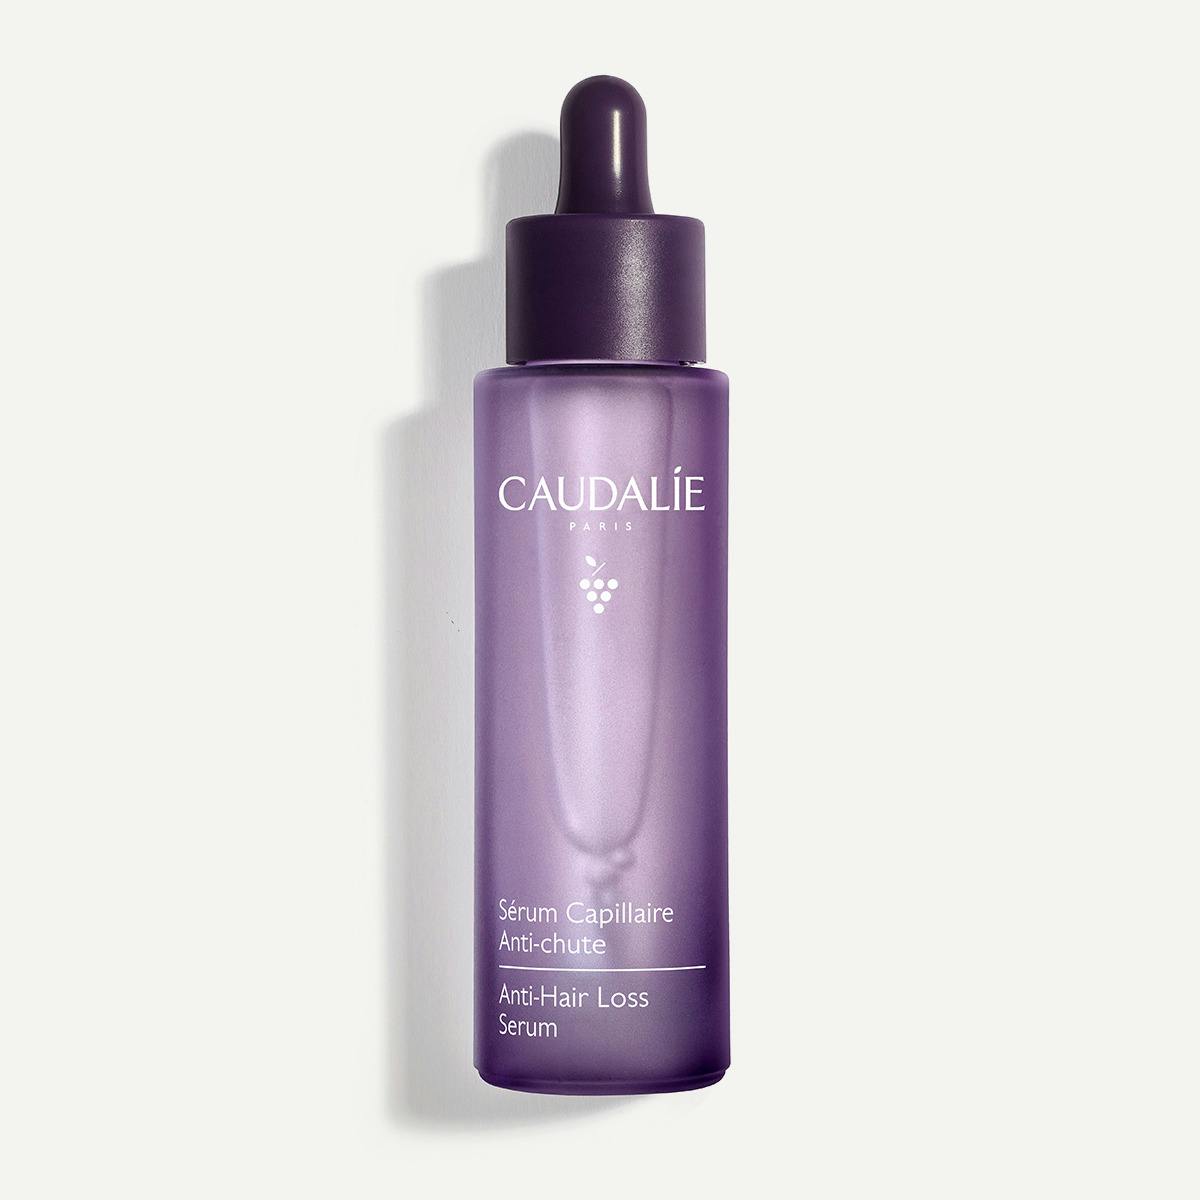 CAUDALÍE
PARIS
Sérum Capillaire
Anti-chute
Anti-Hair Loss
Serum